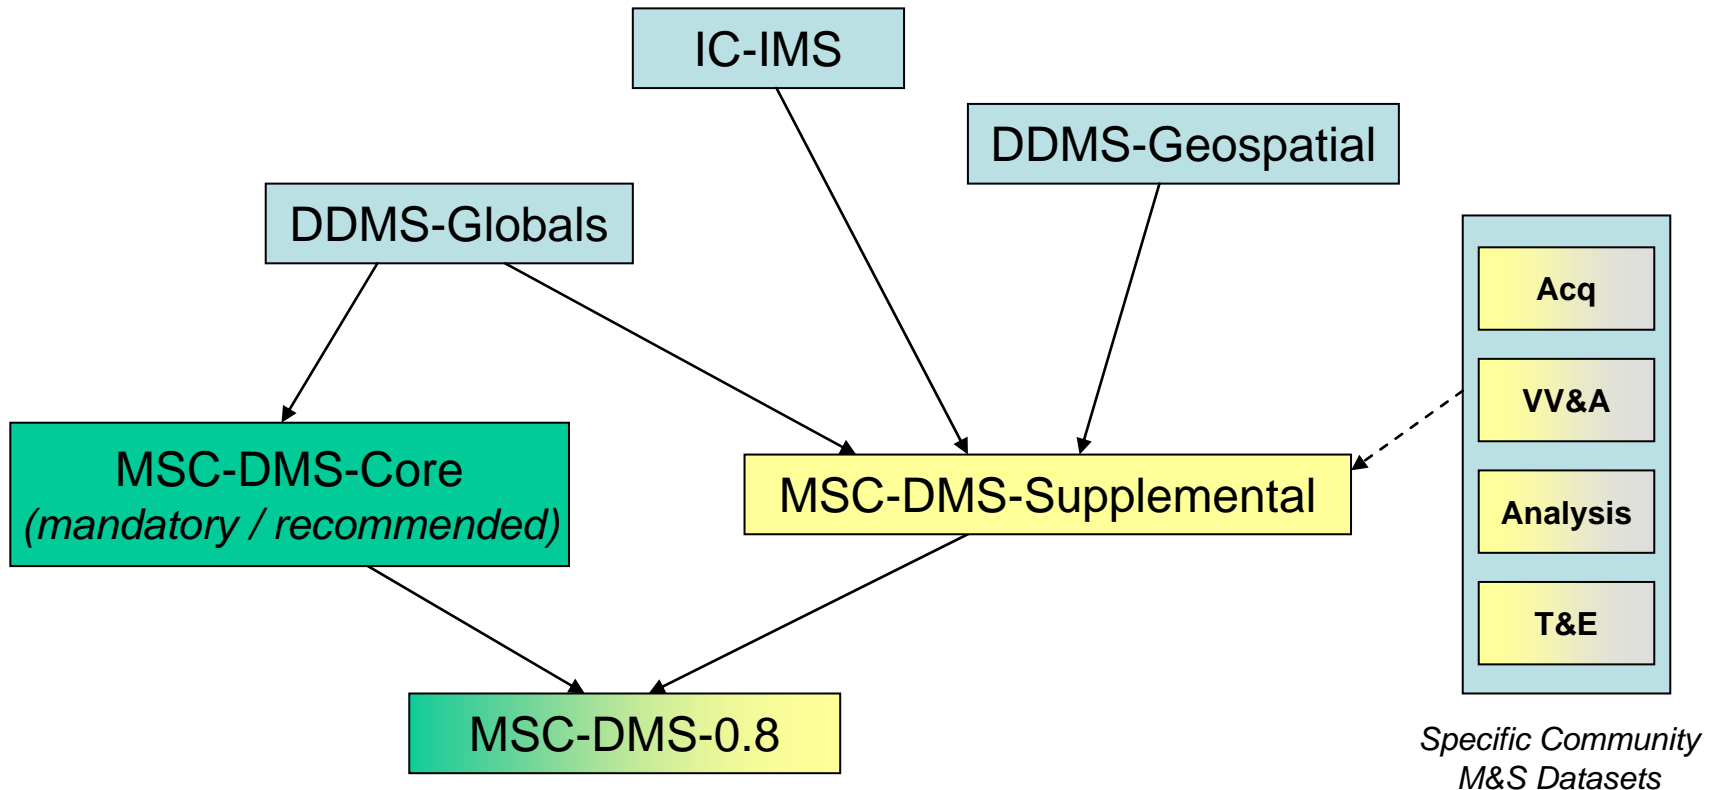 IC-IMS
DDMS-Geospatial
DDMS-Globals
Acq
VV&A
Analysis
T&E
MSC-DMS-Core
(mandatory / recommended)
MSC-DMS-Supplemental
MSC-DMS-0.8
Specific Community
M&S Datasets